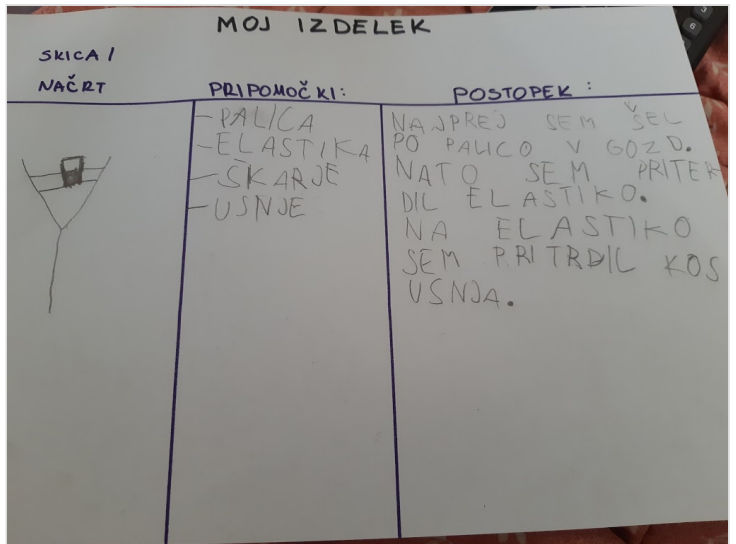 MOJ IZDELEK
SKICA /
NAČRT
PRIPOMOČKI:
- PALICA
- ELASTIKA
- ŠKARJE
- USNJE
POSTOPEK:
NAJPREJ SEM ŠEL
PO PALICO V GOZD.
NATO SEM PRITER
DIL ELASTIKO.
NA ELASTIKO
SEM PRITRDIL KOS
USNJA.